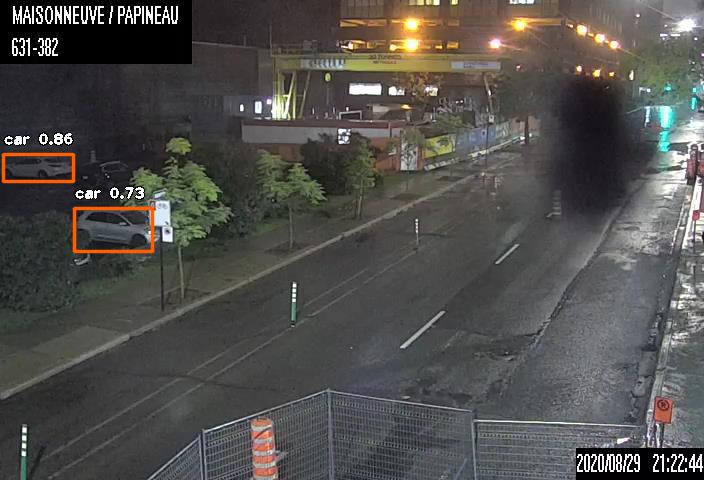 MAISONNEUVE / PAPINEAU
631-382
car 0.86
car 0.73
2020/08/29 21:22:44